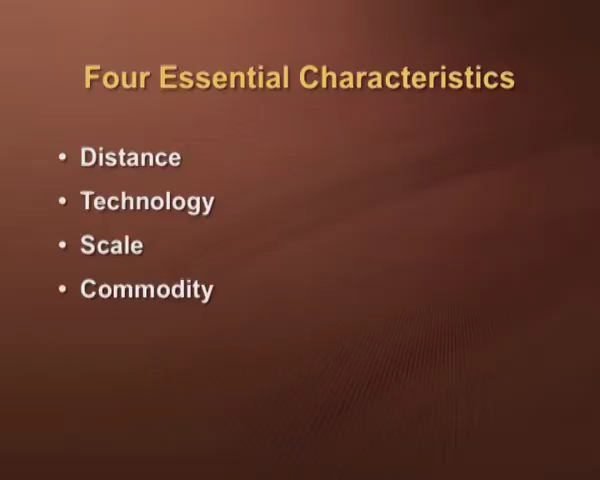 Four Essential Characteristics
• Distance
• Technology
• Scale
• Commodity